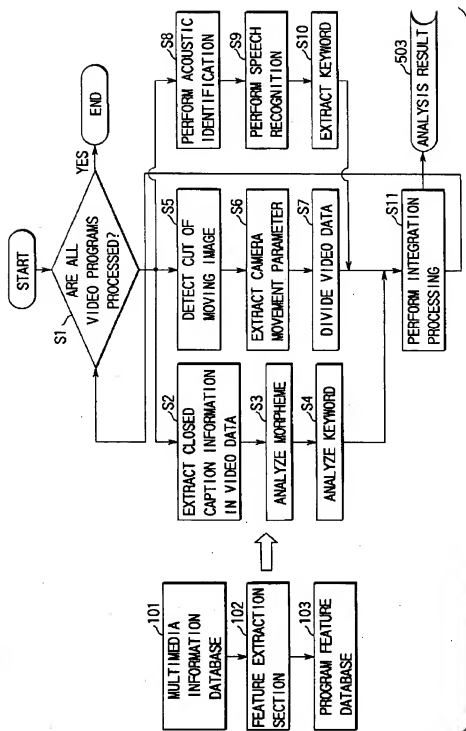 START
S1
ARE ALL
VIDEO PROGRAMS
PROCESSED?
YES
END
S2
EXTRACT CLOSED
CAPTION INFORMATION
IN VIDEO DATA
S3
ANALYZE MORPHEME
S4
ANALYZE KEYWORD
S5
DETECT CUT OF
MOVING IMAGE
S6
EXTRACT CAMERA
MOVEMENT PARAMETER
S7
DIVIDE VIDEO DATA
S8
PERFORM ACOUSTIC
IDENTIFICATION
S9
PERFORM SPEECH
RECOGNITION
S10
EXTRACT KEYWORD
S11
PERFORM INTEGRATION
PROCESSING
503
ANALYSIS RESULT
101
MULTIMEDIA
INFORMATION
DATABASE
102
FEATURE EXTRACTION
SECTION
103
PROGRAM FEATURE
DATABASE